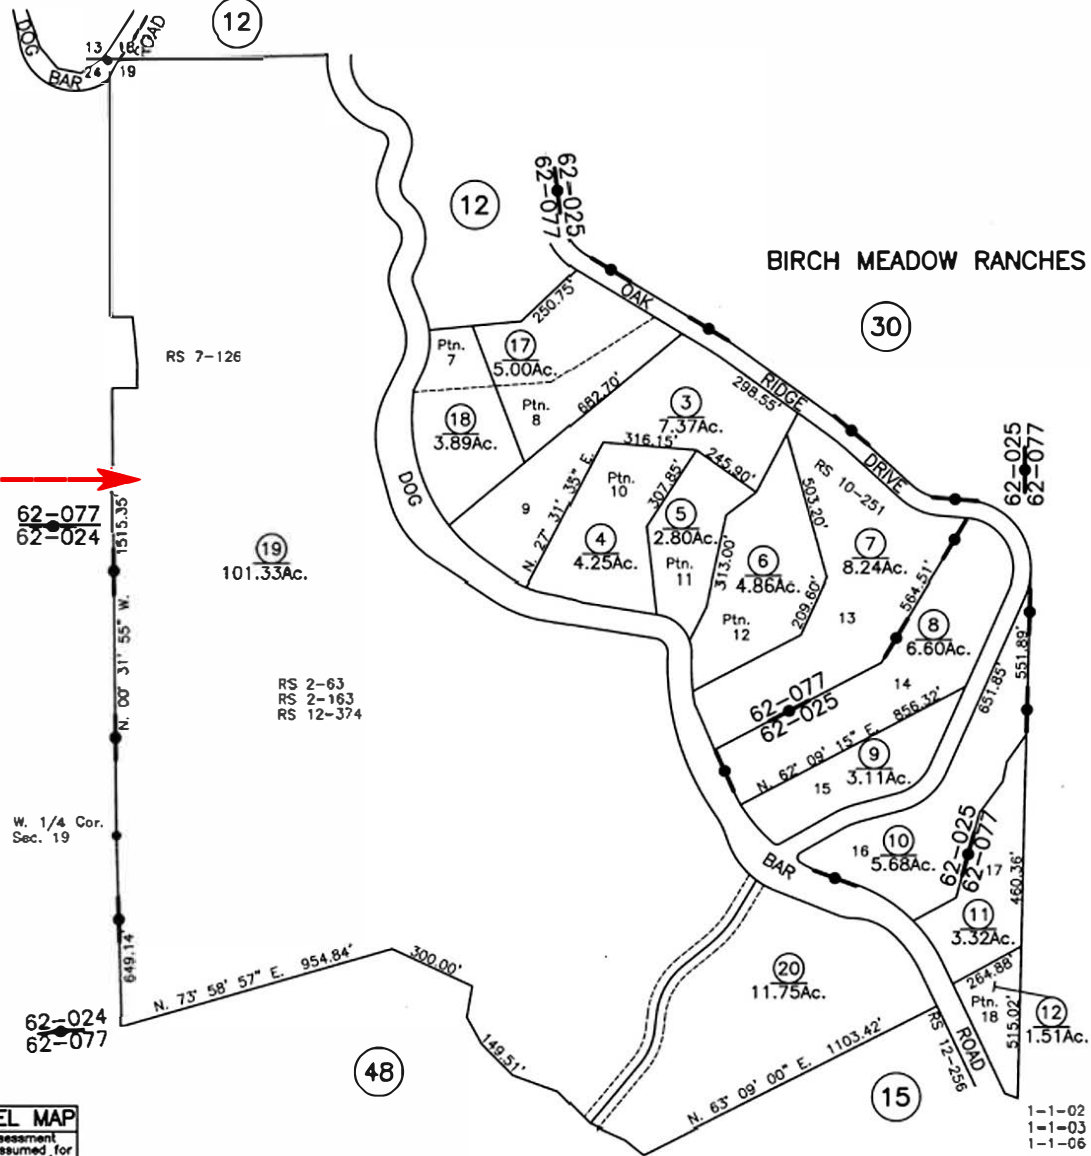 12
DOG
BAR
ROAD
13 18
24 19
12
62-025
62-077
BIRCH MEADOW RANCHES
30
OAK
RIDGE
DRIVE
RS 7-126
250.75'
Ptn.
7
17
5.00Ac.
Ptn.
8
682.70'
298.55'
3
7.37Ac.
18
3.89Ac.
316.15'
245.90'
62-025
62-077
DOG
9
N. 27° 31' 35" E.
Ptn.
10
307.85'
503.20'
RS 10-251
62-077
62-024
1515.35'
N. 00° 31' 55" W.
19
101.33Ac.
4
4.25Ac.
5
2.80Ac.
Ptn.
11
313.00'
6
4.86Ac.
Ptn.
12
209.60'
7
8.24Ac.
13
564.51'
8
6.60Ac.
14
551.89'
651.85'
RS 2-63
RS 2-163
RS 12-374
62-077
62-025
N. 62° 09' 15" E. 856.32'
9
3.11Ac.
15
W. 1/4 Cor.
Sec. 19
BAR
16
10
5.68Ac.
62-025
62-077
17
460.36'
11
3.32Ac.
649.14'
N. 73° 58' 57" E. 954.84'
300.00'
20
11.75Ac.
264.88'
Ptn.
18
12
1.51Ac.
515.02'
62-024
62-077
149.51'
48
N. 63° 09' 00" E. 1103.42'
RS 12-256
ROAD
15
EL MAP
sessment
ssumed for
1-1-02
1-1-03
1-1-06